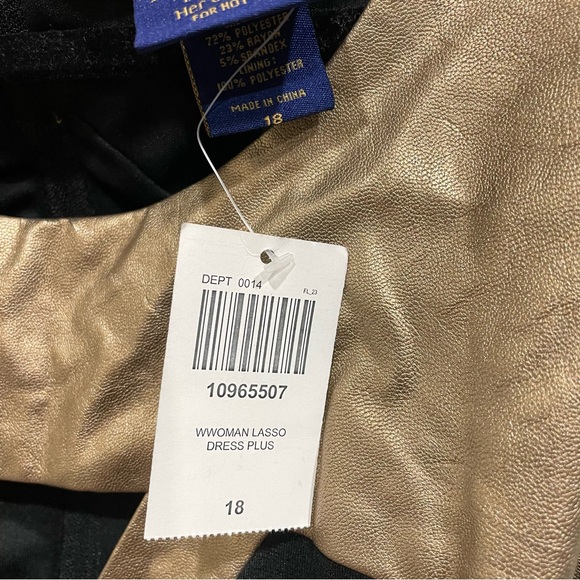 Her
FOR HOT
72% POLYESTER
23% RAYON
5% SPANDEX
LINING:
100% POLYESTER
MADE IN CHINA
18
DEPT 0014
FL_23
10965507
WWOMAN LASSO
DRESS PLUS
18